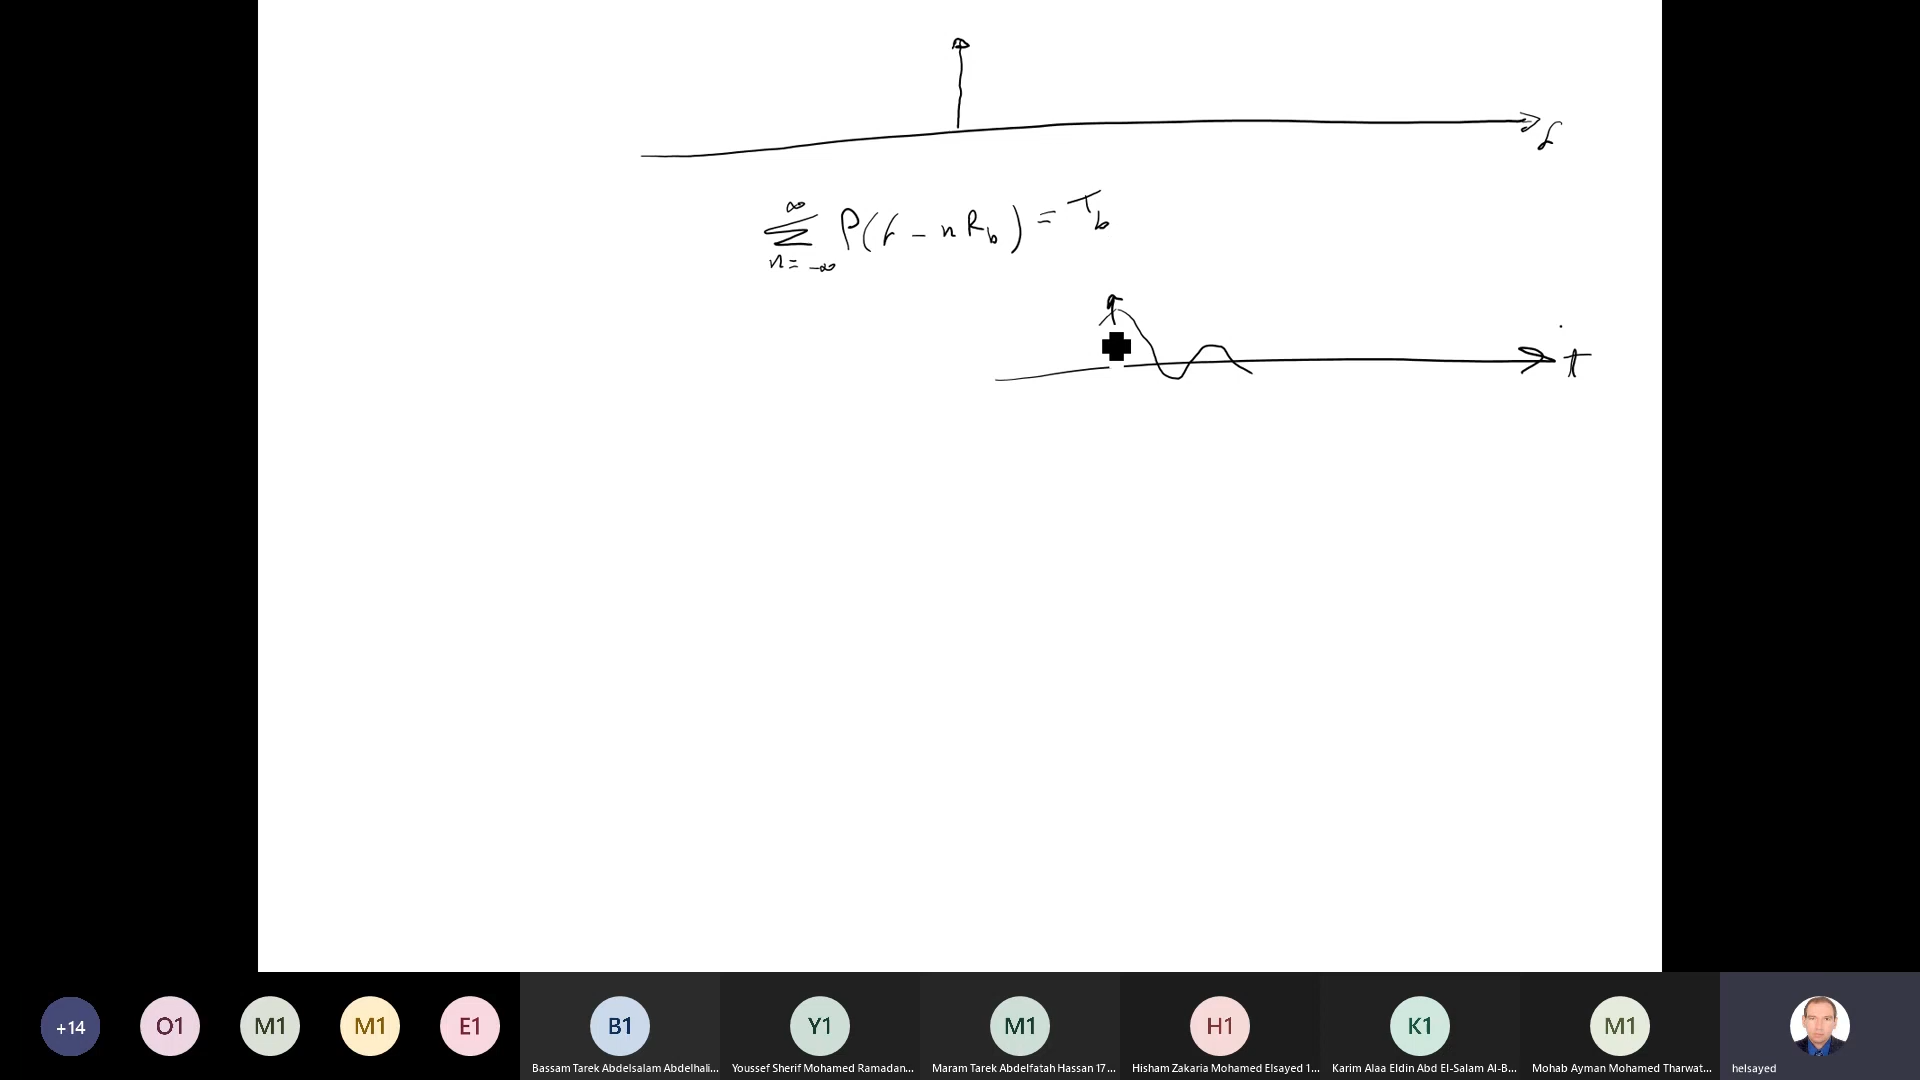 f
∞
∑ P(f - nR_b) = T_b
n = -∞
t
+14 O1 M1 M1 E1 B1 Y1 M1 H1 K1 M1
Bassam Tarek Abdelsalam Abdelhali... Youssef Sherif Mohamed Ramadan... Maram Tarek Abdelfatah Hassan 17 ... Hisham Zakaria Mohamed Elsayed 1... Karim Alaa Eldin Abd El-Salam Al-B... Mohab Ayman Mohamed Tharwat... helsayed